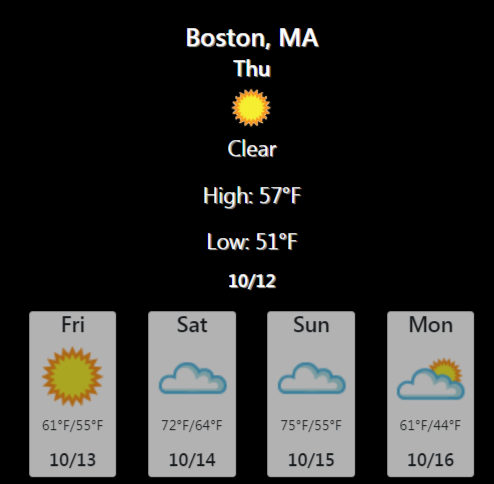 Boston, MA
Thu
Clear
High: 57°F
Low: 51°F
10/12
Fri
61°F/55°F
10/13
Sat
72°F/64°F
10/14
Sun
75°F/55°F
10/15
Mon
61°F/44°F
10/16